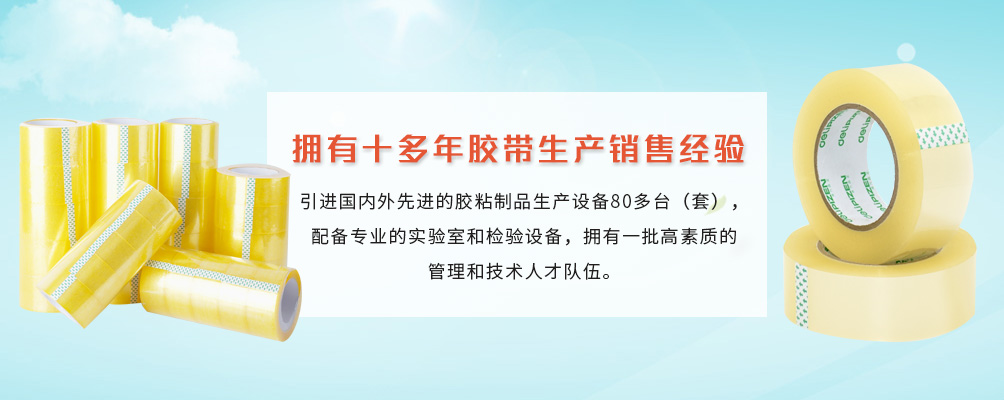 拥有十多年胶带生产销售经验
引进国内外先进的胶粘制品生产设备80多台（套），
配备专业的实验室和检验设备，拥有一批高素质的
管理和技术人才队伍。